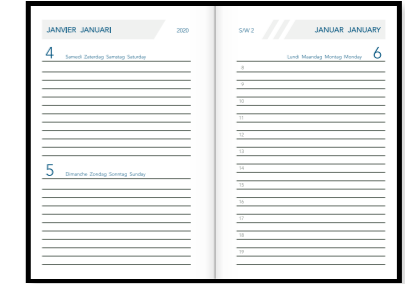 JANVIER JANUARI 2020
4 Samedi Zaterdag Samstag Saturday
5 Dimanche Zondag Sonntag Sunday
S/W 2 JANUAR JANUARY
Lundi Maandag Montag Monday 6
8
9
10
11
12
13
14
15
16
17
18
19